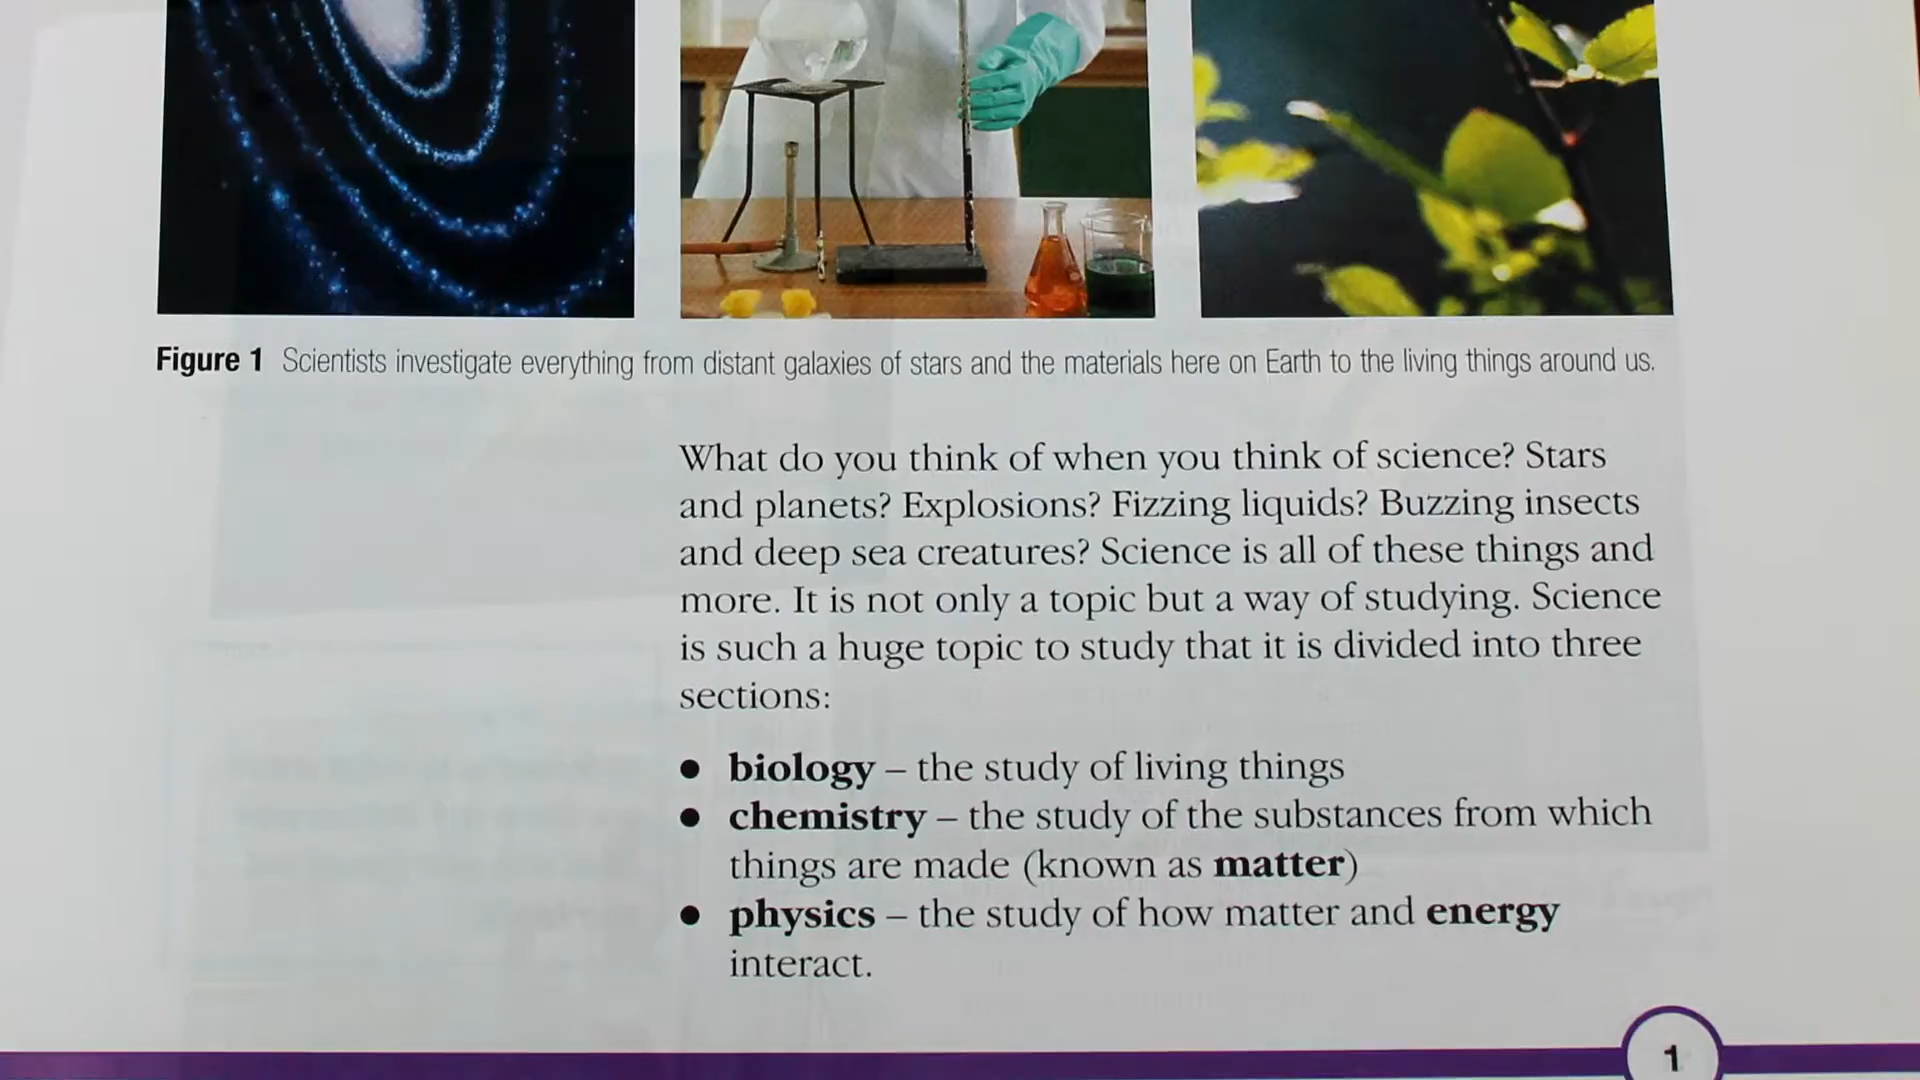 Figure 1 Scientists investigate everything from distant galaxies of stars and the materials here on Earth to the living things around us.
What do you think of when you think of science? Stars
and planets? Explosions? Fizzing liquids? Buzzing insects
and deep sea creatures? Science is all of these things and
more. It is not only a topic but a way of studying. Science
is such a huge topic to study that it is divided into three
sections:
● biology – the study of living things
● chemistry – the study of the substances from which
things are made (known as matter)
● physics – the study of how matter and energy
interact.
1